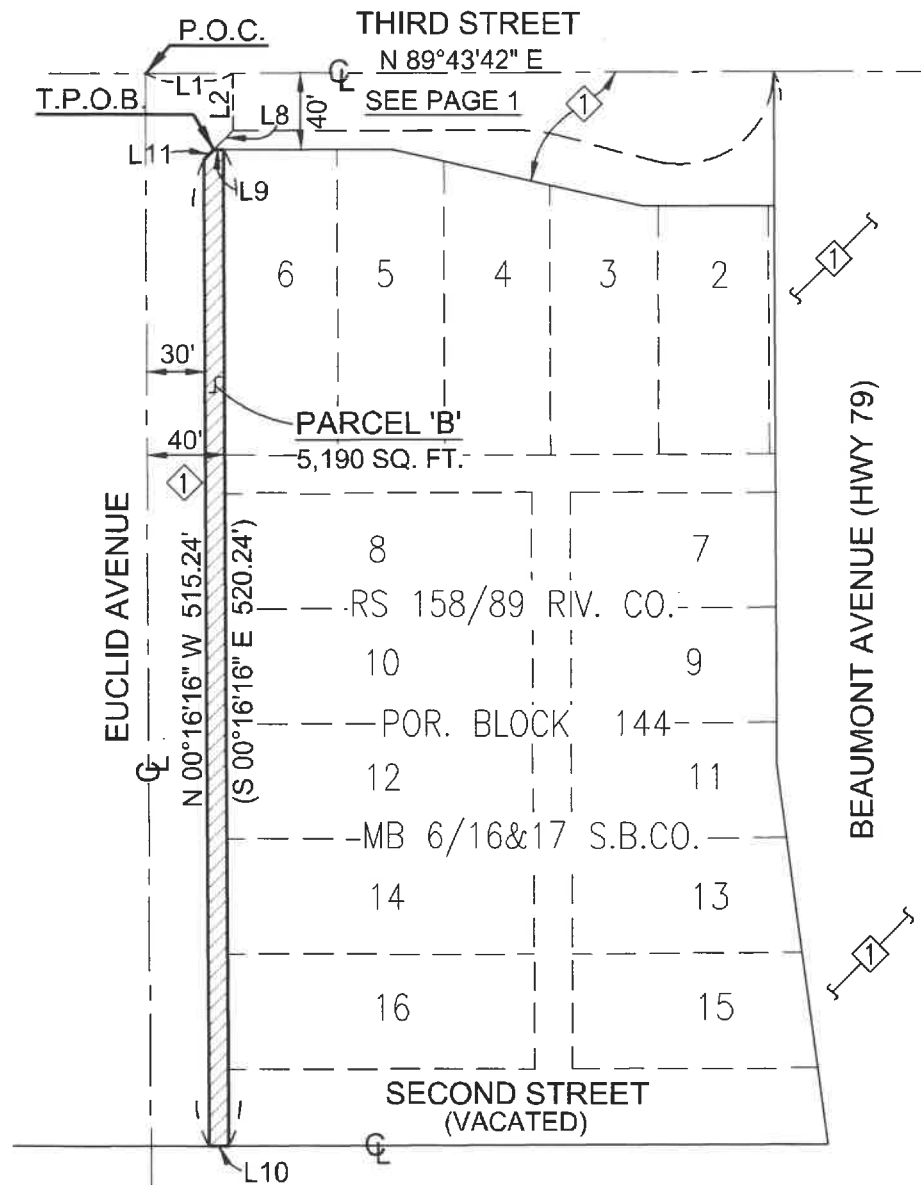 THIRD STREET
P.O.C.
N 89°43'42" E
℄
L1
L2
SEE PAGE 1
1
T.P.O.B.
L8
40'
L11
L9
6 5 4 3 2
1
30'
PARCEL 'B'
40'
5,190 SQ. FT.
1
EUCLID AVENUE
N 00°16'16" W 515.24'
(S 00°16'16" E 520.24')
BEAUMONT AVENUE (HWY 79)
8 7
RS 158/89 RIV. CO.
10 9
POR. BLOCK 144
℄
12 11
MB 6/16&17 S.B.CO.
14 13
1
16 15
SECOND STREET
(VACATED)
℄
L10